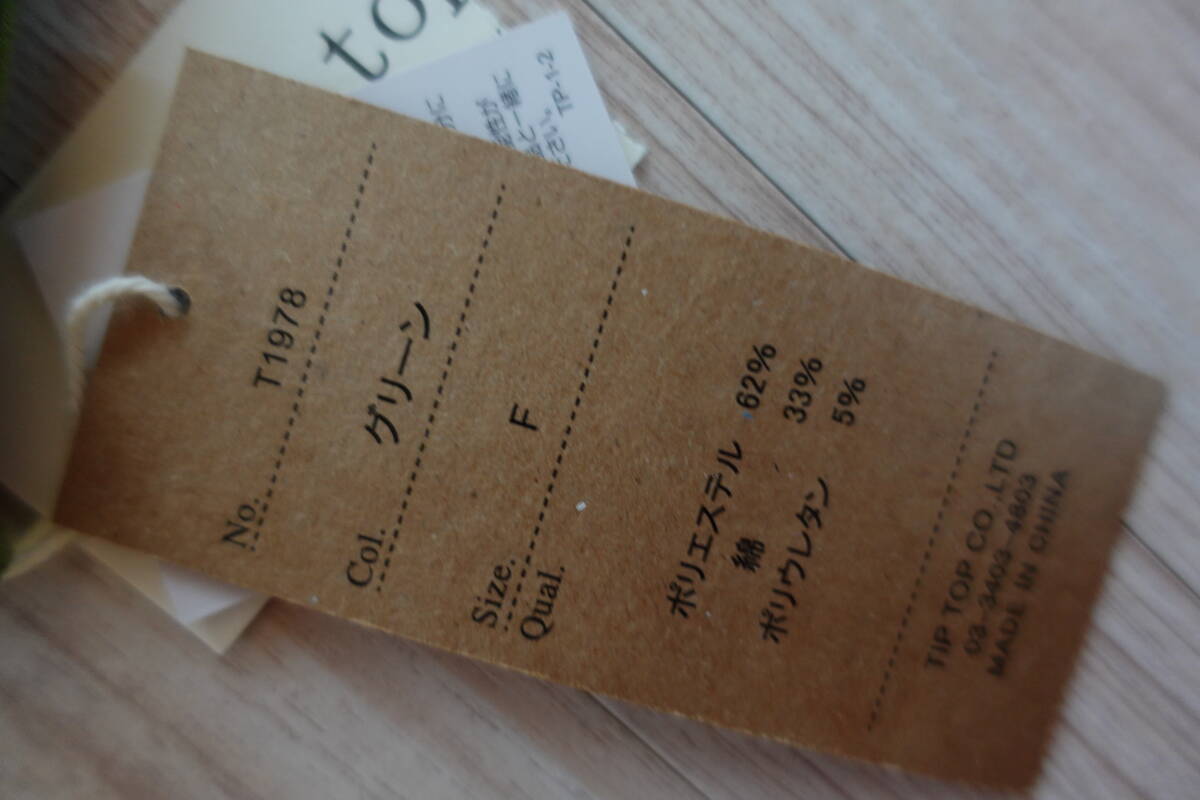 to
TP-1-2
No. T1978
Col. グリーン
Size. F
Qual.
ポリエステル 62%
綿 33%
ポリウレタン 5%
TIP TOP CO.,LTD
03-3403-4803
MADE IN CHINA